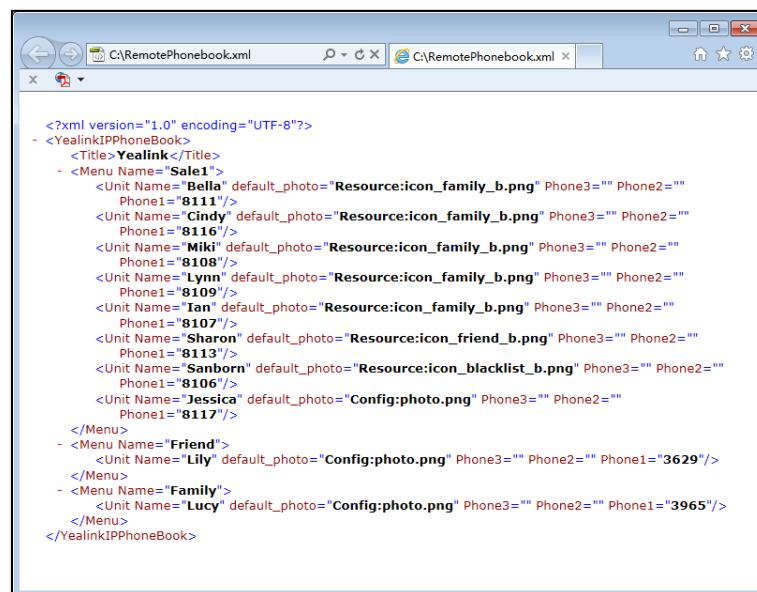 C:\RemotePhonebook.xml
C:\RemotePhonebook.xml
<?xml version="1.0" encoding="UTF-8"?>
- <YealinkIPPhoneBook>
<Title>Yealink</Title>
- <Menu Name="Sale1">
<Unit Name="Bella" default_photo="Resource:icon_family_b.png" Phone3="" Phone2=""
Phone1="8111"/>
<Unit Name="Cindy" default_photo="Resource:icon_family_b.png" Phone3="" Phone2=""
Phone1="8116"/>
<Unit Name="Miki" default_photo="Resource:icon_family_b.png" Phone3="" Phone2=""
Phone1="8108"/>
<Unit Name="Lynn" default_photo="Resource:icon_family_b.png" Phone3="" Phone2=""
Phone1="8109"/>
<Unit Name="Ian" default_photo="Resource:icon_family_b.png" Phone3="" Phone2=""
Phone1="8107"/>
<Unit Name="Sharon" default_photo="Resource:icon_friend_b.png" Phone3="" Phone2=""
Phone1="8113"/>
<Unit Name="Sanborn" default_photo="Resource:icon_blacklist_b.png" Phone3="" Phone2=""
Phone1="8106"/>
<Unit Name="Jessica" default_photo="Config:photo.png" Phone3="" Phone2=""
Phone1="8117"/>
</Menu>
- <Menu Name="Friend">
<Unit Name="Lily" default_photo="Config:photo.png" Phone3="" Phone2="" Phone1="3629"/>
</Menu>
- <Menu Name="Family">
<Unit Name="Lucy" default_photo="Config:photo.png" Phone3="" Phone2="" Phone1="3965"/>
</Menu>
</YealinkIPPhoneBook>